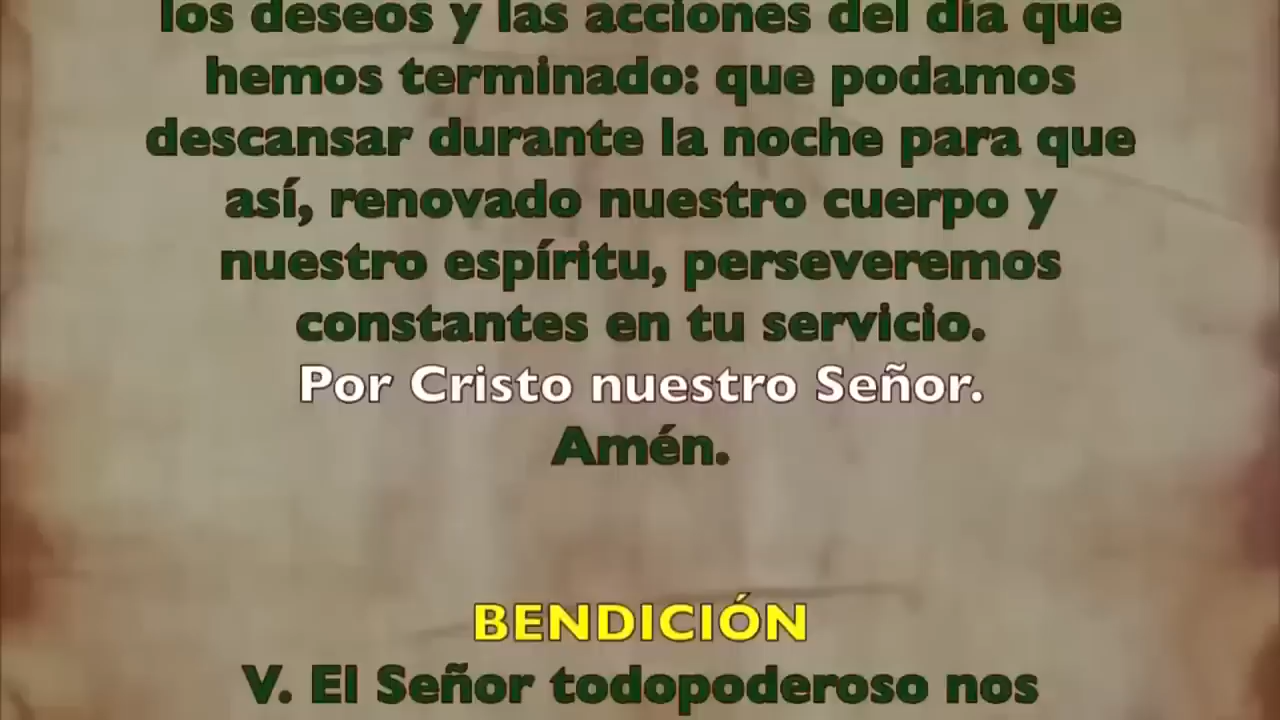 los deseos y las acciones del día que
hemos terminado: que podamos
descansar durante la noche para que
así, renovado nuestro cuerpo y
nuestro espíritu, perseveremos
constantes en tu servicio.
Por Cristo nuestro Señor.
Amén.
BENDICIÓN
V. El Señor todopoderoso nos